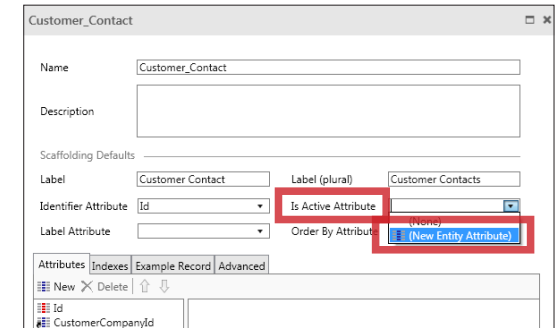 Customer_Contact
Name Customer_Contact
Description
Scaffolding Defaults
Label Customer Contact Label (plural) Customer Contacts
Identifier Attribute Id Is Active Attribute
(None)
Label Attribute Order By Attribute (New Entity Attribute)
Attributes Indexes Example Record Advanced
New Delete
Id
CustomerCompanyId